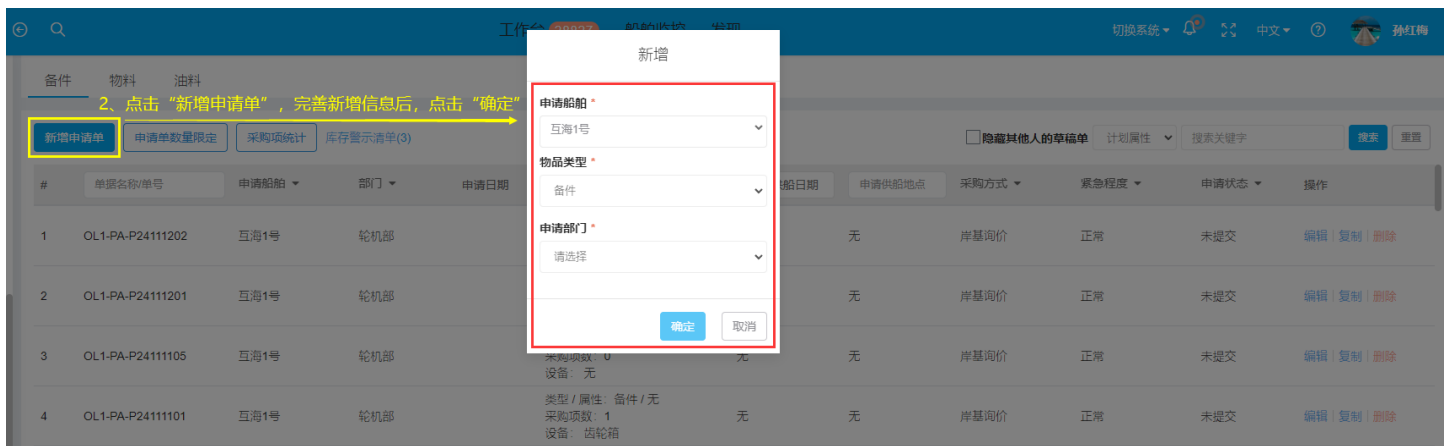 工作台 船舶监控 发现
切换系统 中文 ? 孙红梅
备件 物料 油料
2、点击“新增申请单”，完善新增信息后，点击“确定”
新增申请单 申请单数量限定 采购项统计 库存警示清单(3)
隐藏其他人的草稿单 计划属性 搜索关键字 搜索 重置
# 单据名称/单号 申请船舶 部门 申请日期 船日期 申请供船地点 采购方式 紧急程度 申请状态 操作
新增
申请船舶 *
互海1号
物品类型 *
备件
申请部门 *
请选择
确定 取消
1 OL1-PA-P24111202 互海1号 轮机部 无 岸基询价 正常 未提交 编辑 | 复制 | 删除
2 OL1-PA-P24111201 互海1号 轮机部 无 岸基询价 正常 未提交 编辑 | 复制 | 删除
3 OL1-PA-P24111105 互海1号 轮机部 采购项数：0 无 无 岸基询价 正常 未提交 编辑 | 复制 | 删除
设备：无
类型 / 属性：备件 / 无
4 OL1-PA-P24111101 互海1号 轮机部 采购项数：1 无 无 岸基询价 正常 未提交 编辑 | 复制 | 删除
设备：齿轮箱